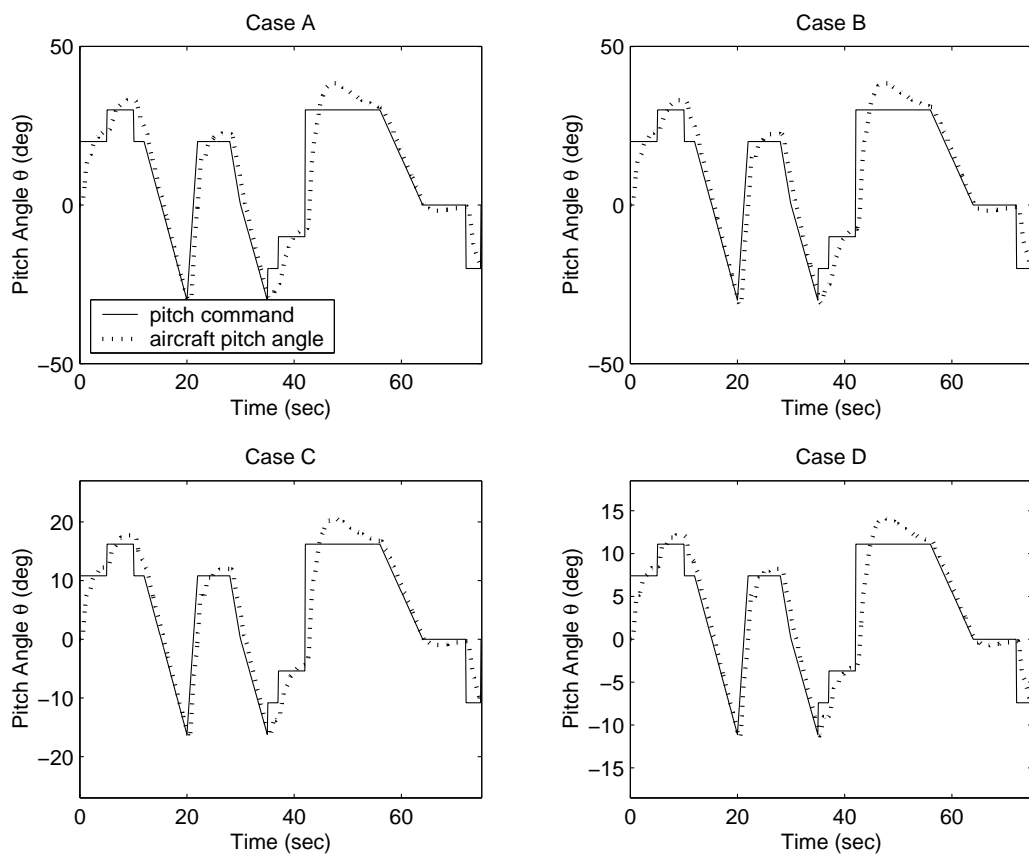 Case A
Pitch Angle θ (deg)
50
0
−50
pitch command
aircraft pitch angle
0 20 40 60
Time (sec)
Case B
Pitch Angle θ (deg)
50
0
−50
0 20 40 60
Time (sec)
Case C
Pitch Angle θ (deg)
20
10
0
−10
−20
0 20 40 60
Time (sec)
Case D
Pitch Angle θ (deg)
15
10
5
0
−5
−10
−15
0 20 40 60
Time (sec)